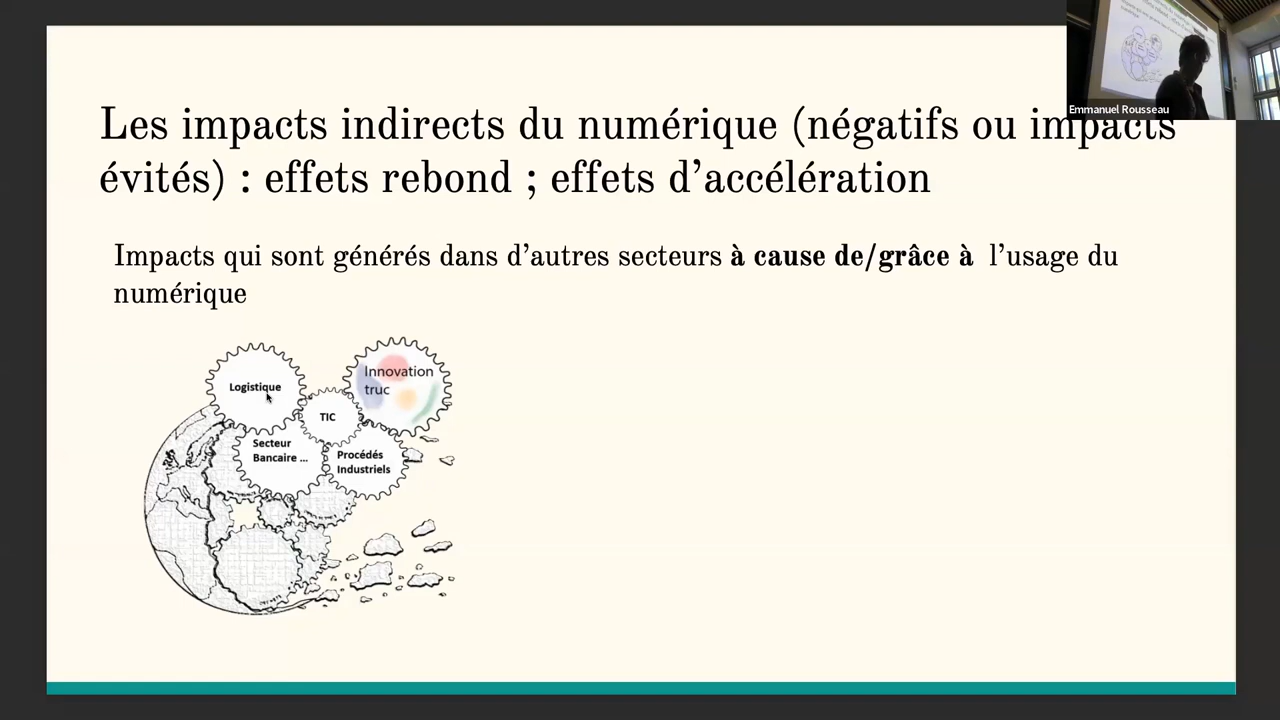 Les impacts indirects du numérique (négatifs ou impacts
évités) : effets rebond ; effets d’accélération
Impacts qui sont générés dans d’autres secteurs à cause de/grâce à l’usage du
numérique
Logistique
Innovation
truc
TIC
Secteur
Bancaire ...
Procédés
Industriels
Emmanuel Rousseau